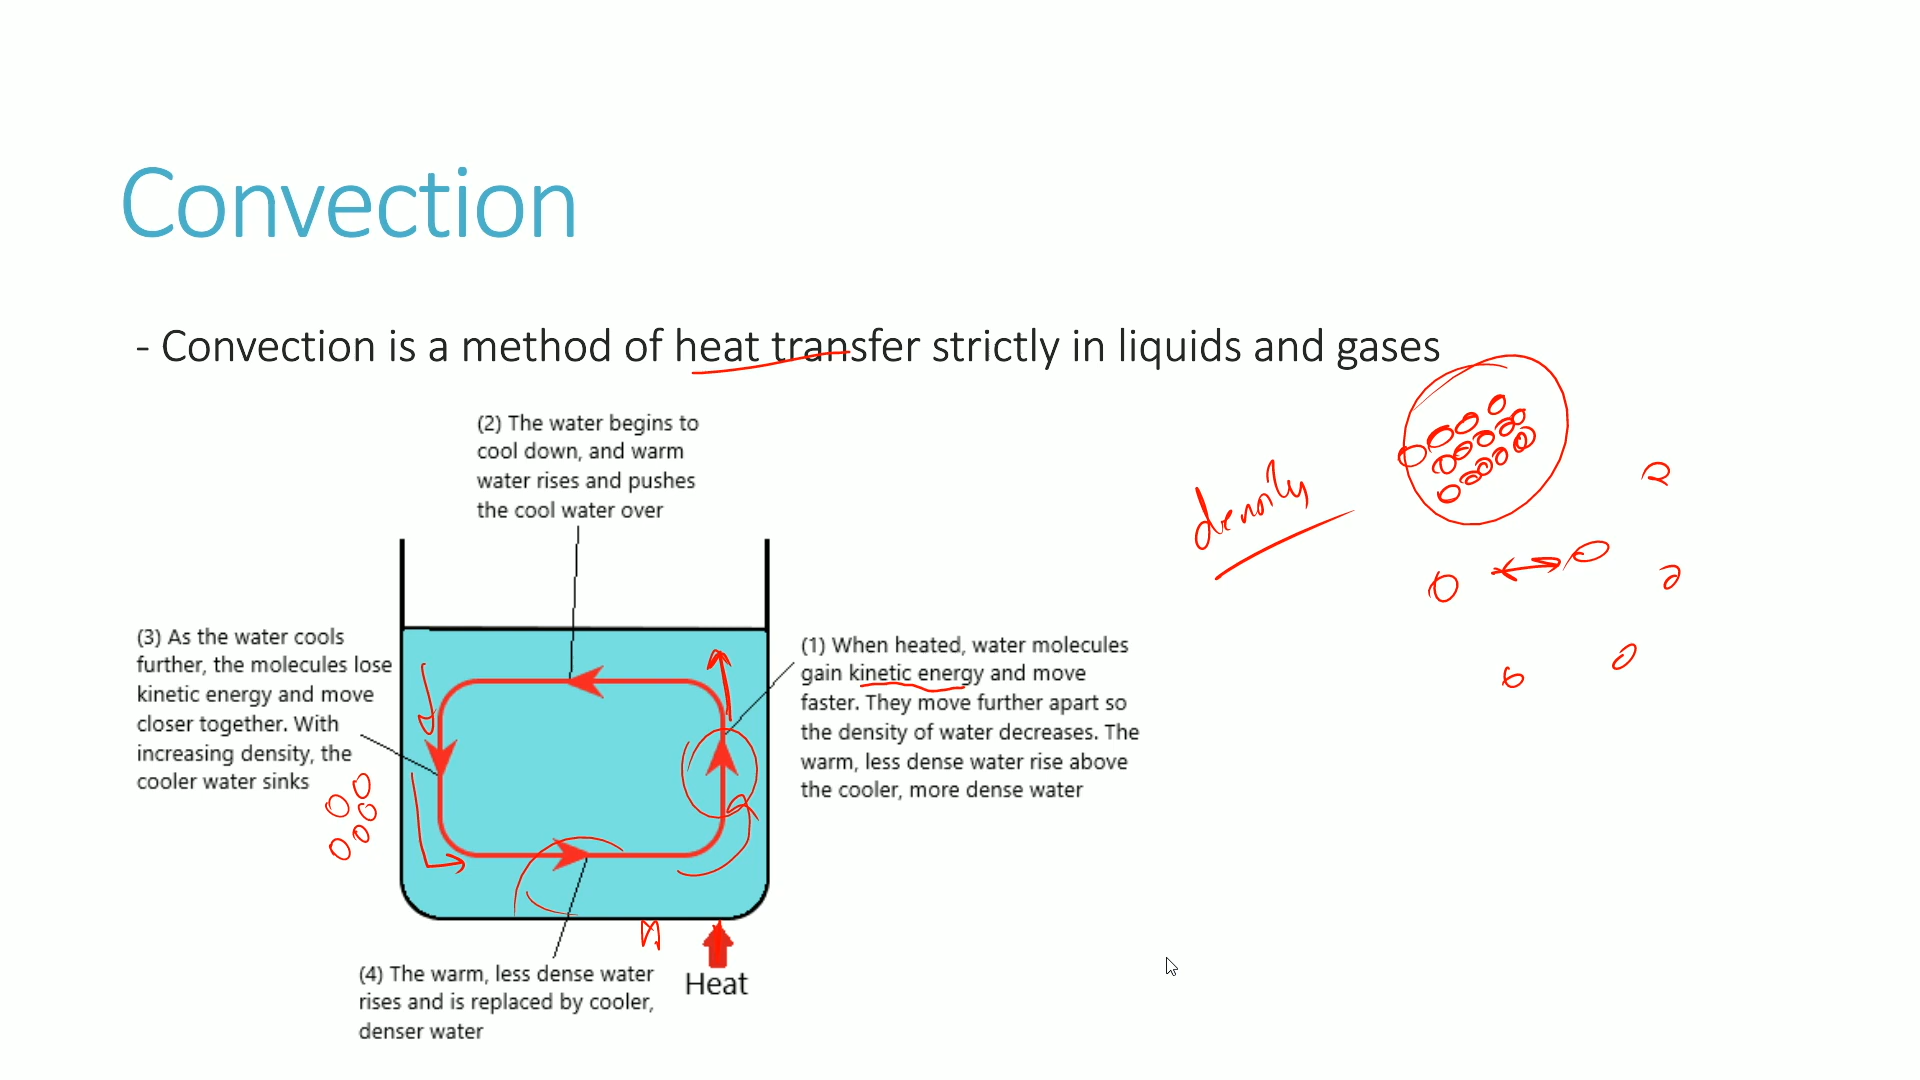 Convection
- Convection is a method of heat transfer strictly in liquids and gases
(2) The water begins to
cool down, and warm
water rises and pushes
the cool water over
density
(3) As the water cools
further, the molecules lose
kinetic energy and move
closer together. With
increasing density, the
cooler water sinks
(1) When heated, water molecules
gain kinetic energy and move
faster. They move further apart so
the density of water decreases. The
warm, less dense water rise above
the cooler, more dense water
(4) The warm, less dense water
rises and is replaced by cooler,
denser water
Heat